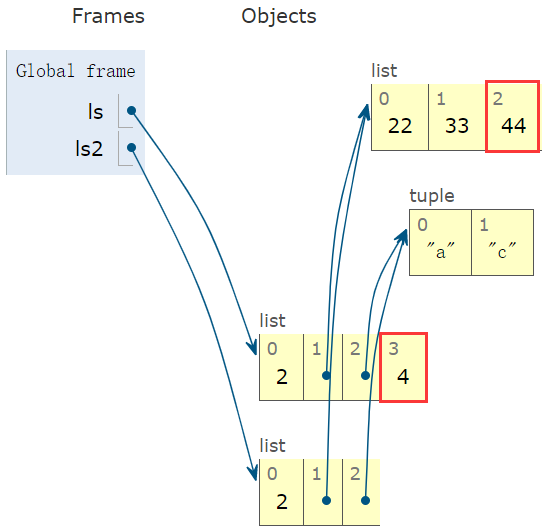 Frames Objects
Global frame
ls
ls2
list
0 1 2
22 33 44
tuple
0 1
"a" "c"
list
0 1 2 3
2 4
list
0 1 2
2